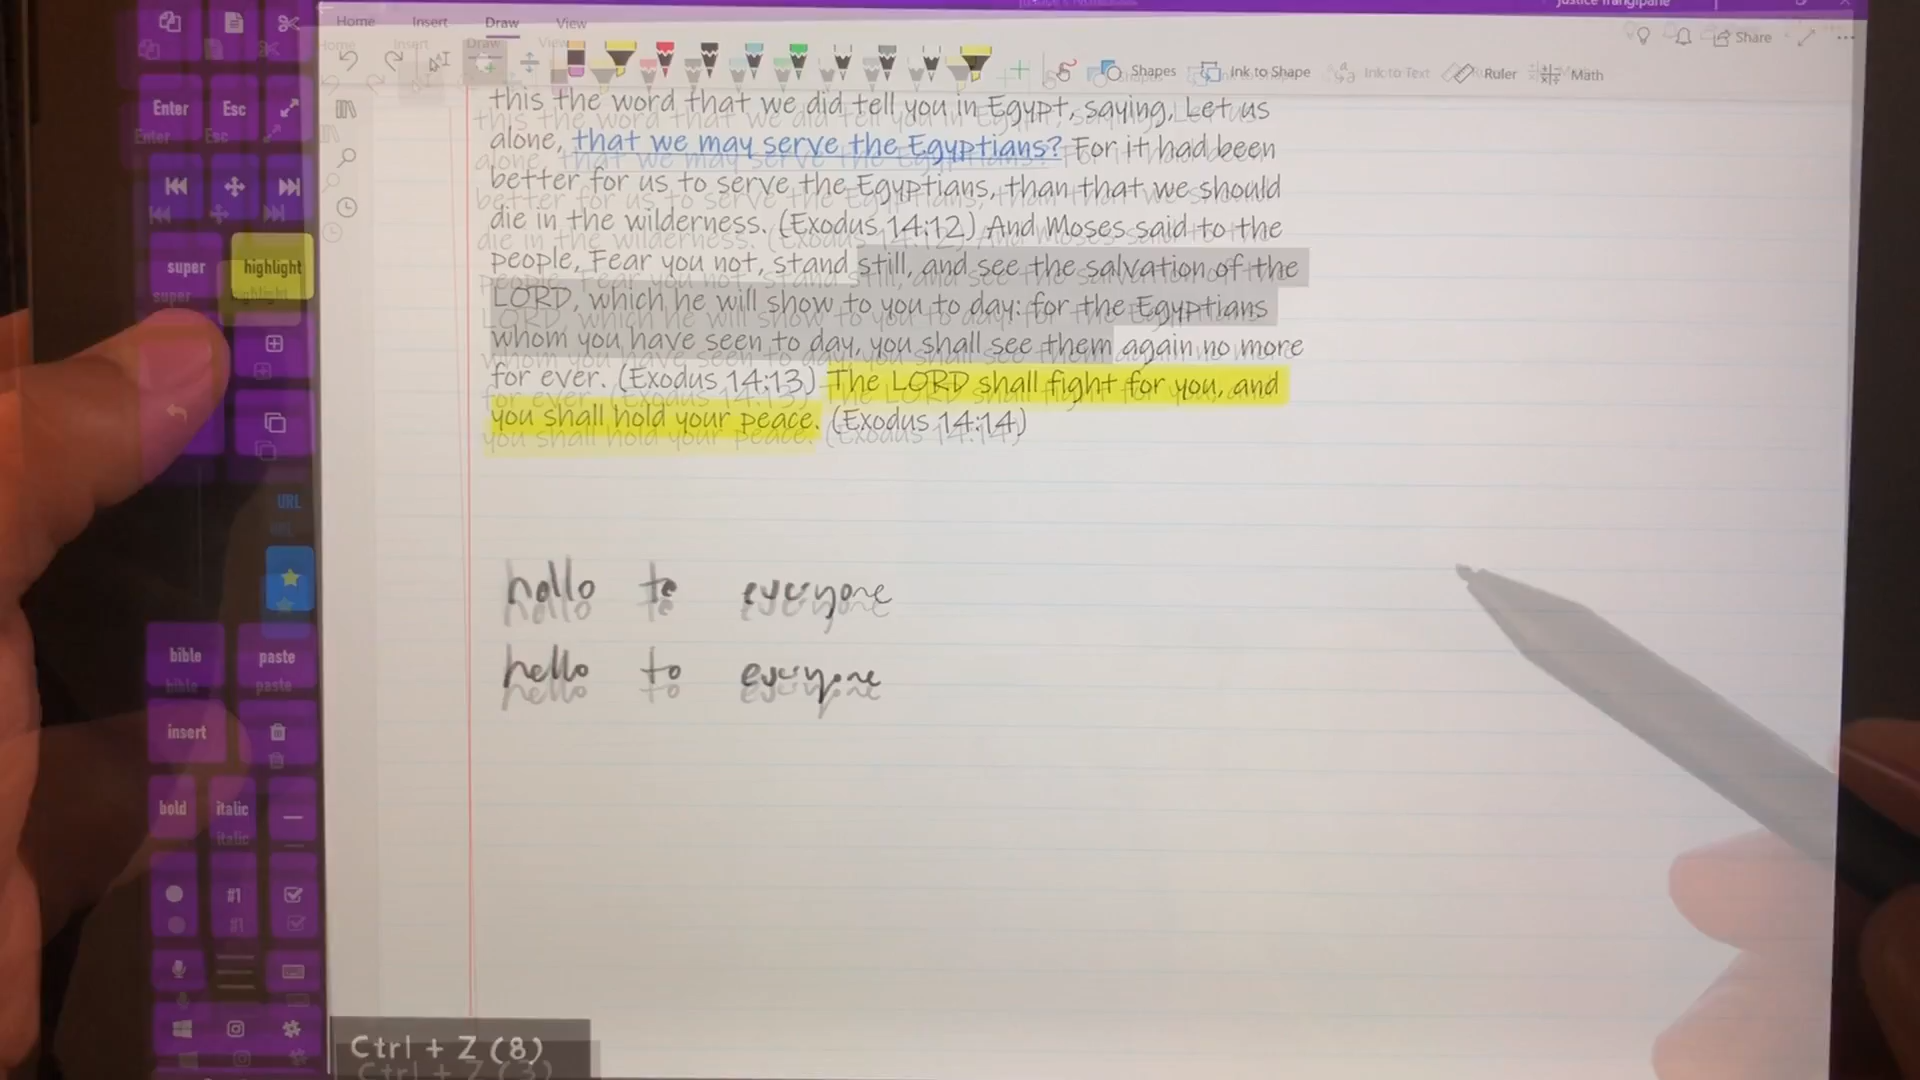 Home Insert Draw View
Share
Shapes Ink to Shape Ink to Text Ruler Math
Enter Esc
super highlight
URL
bible paste
insert
bold italic
#1
this the word that we did tell you in Egypt, saying, Let us
alone, that we may serve the Egyptians? For it had been
better for us to serve the Egyptians, than that we should
die in the wilderness. (Exodus 14:12) And Moses said to the
people, Fear you not, stand still, and see the salvation of the
LORD, which he will show to you to day: for the Egyptians
whom you have seen to day, you shall see them again no more
for ever. (Exodus 14:13) The LORD shall fight for you, and
you shall hold your peace. (Exodus 14:14)
hello to everyone
hello to everyone
Ctrl + Z (8)